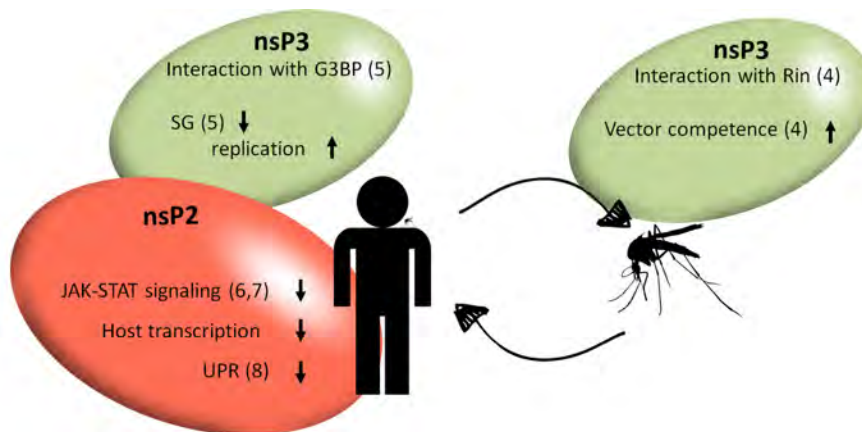 nsP3
Interaction with G3BP (5)
SG (5)
replication
nsP2
JAK-STAT signaling (6,7)
Host transcription
UPR (8)
nsP3
Interaction with Rin (4)
Vector competence (4)